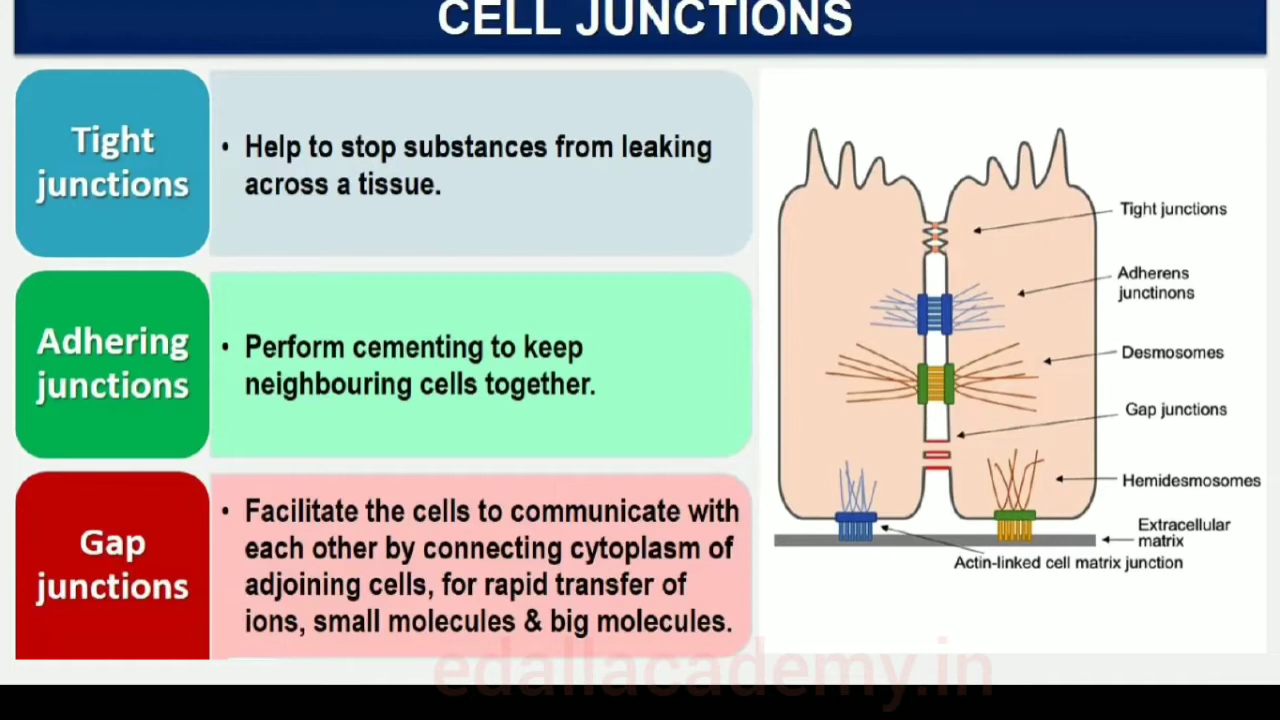 CELL JUNCTIONS
Tight
junctions
• Help to stop substances from leaking
across a tissue.
Adhering
junctions
• Perform cementing to keep
neighbouring cells together.
Gap
junctions
• Facilitate the cells to communicate with
each other by connecting cytoplasm of
adjoining cells, for rapid transfer of
ions, small molecules & big molecules.
Tight junctions
Adherens
junctinons
Desmosomes
Gap junctions
Hemidesmosomes
Extracellular
matrix
Actin-linked cell matrix junction
edallacademy.in